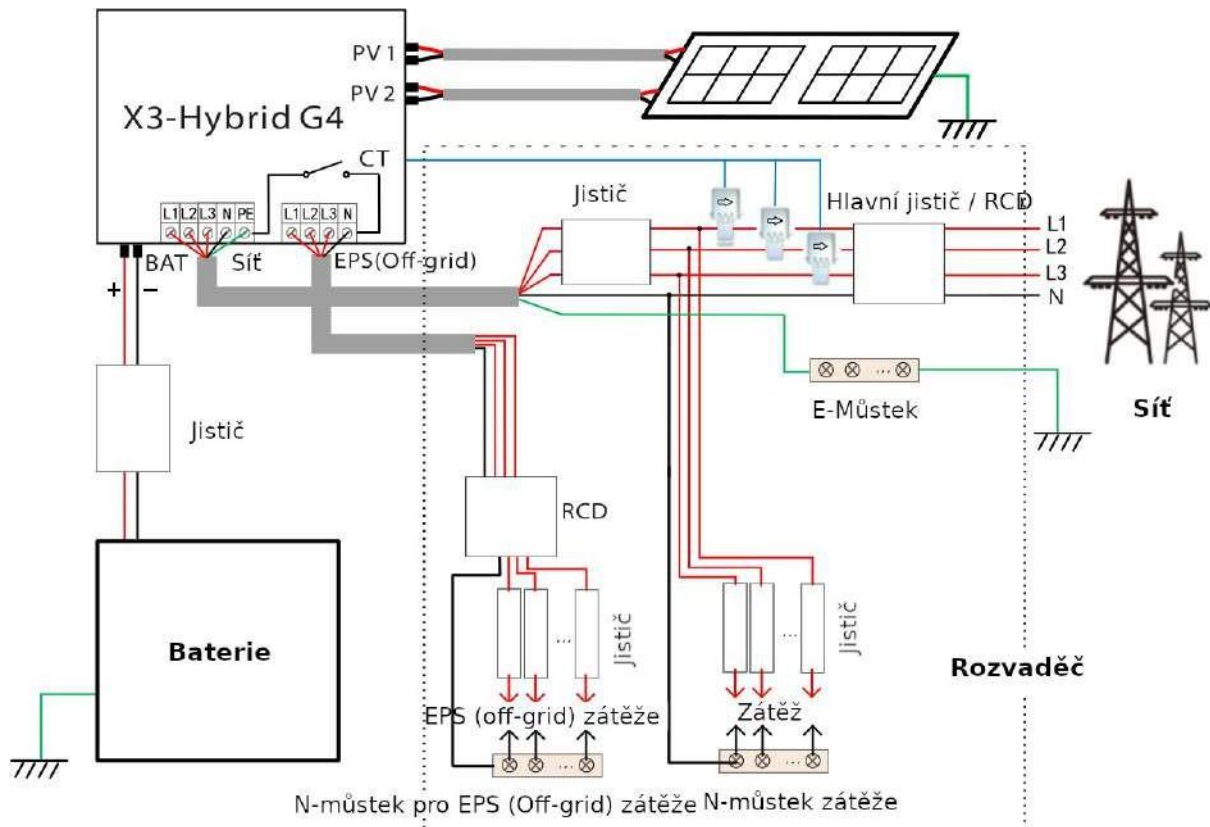 PV 1
PV 2
X3-Hybrid G4
CT
L1 L2 L3 N PE
L1 L2 L3 N
BAT
Síť
EPS(Off-grid)
+
−
Jistič
Hlavní jistič / RCD
L1
L2
L3
N
...
E-Můstek
Síť
Jistič
RCD
Baterie
...
Jistič
...
Jistič
Rozvaděč
EPS (off-grid) zátěže
Zátěž
...
...
N-můstek pro EPS (Off-grid) zátěže
N-můstek zátěže